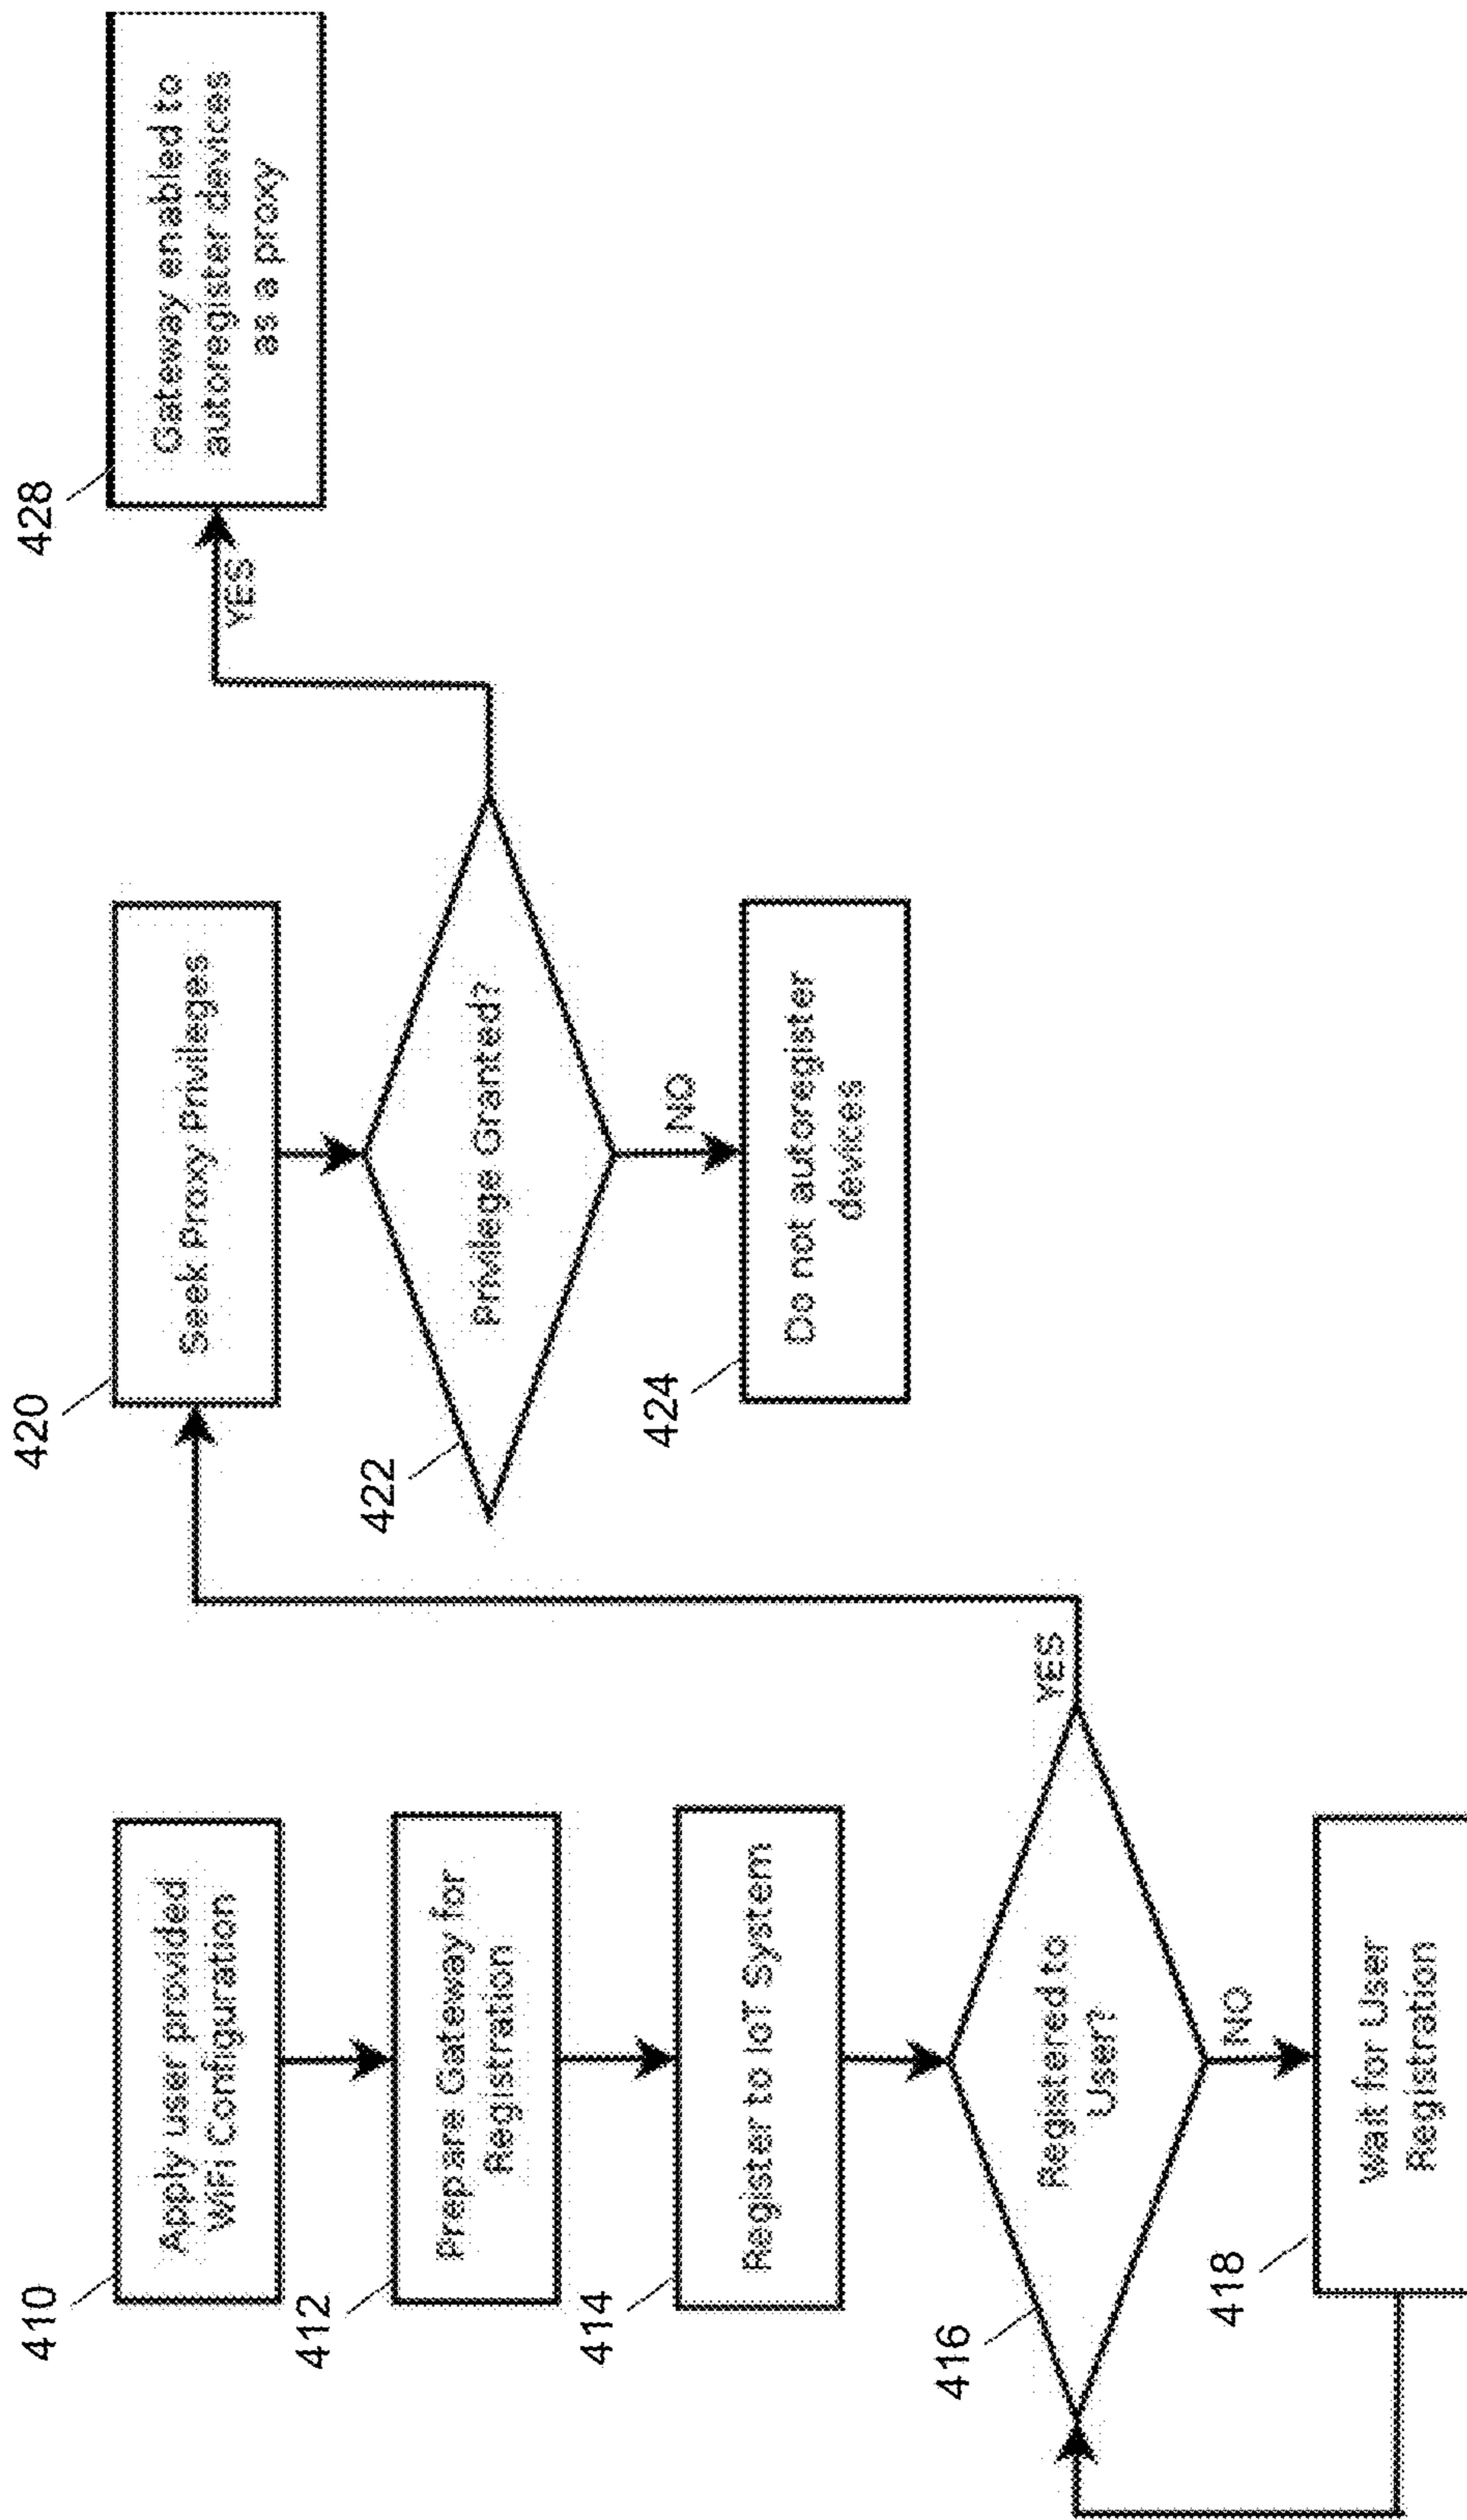 410
Apply user provided
WiFi Configuration
412
Prepare Gateway for
Registration
414
Register to IoT System
416
Registered to
User?
YES
NO
418
Wait for User
Registration
420
Seek Proxy Privileges
422
Privilege Granted?
NO
424
Do not autoregister
devices
YES
428
Gateway enabled to
autoregister devices
as a proxy